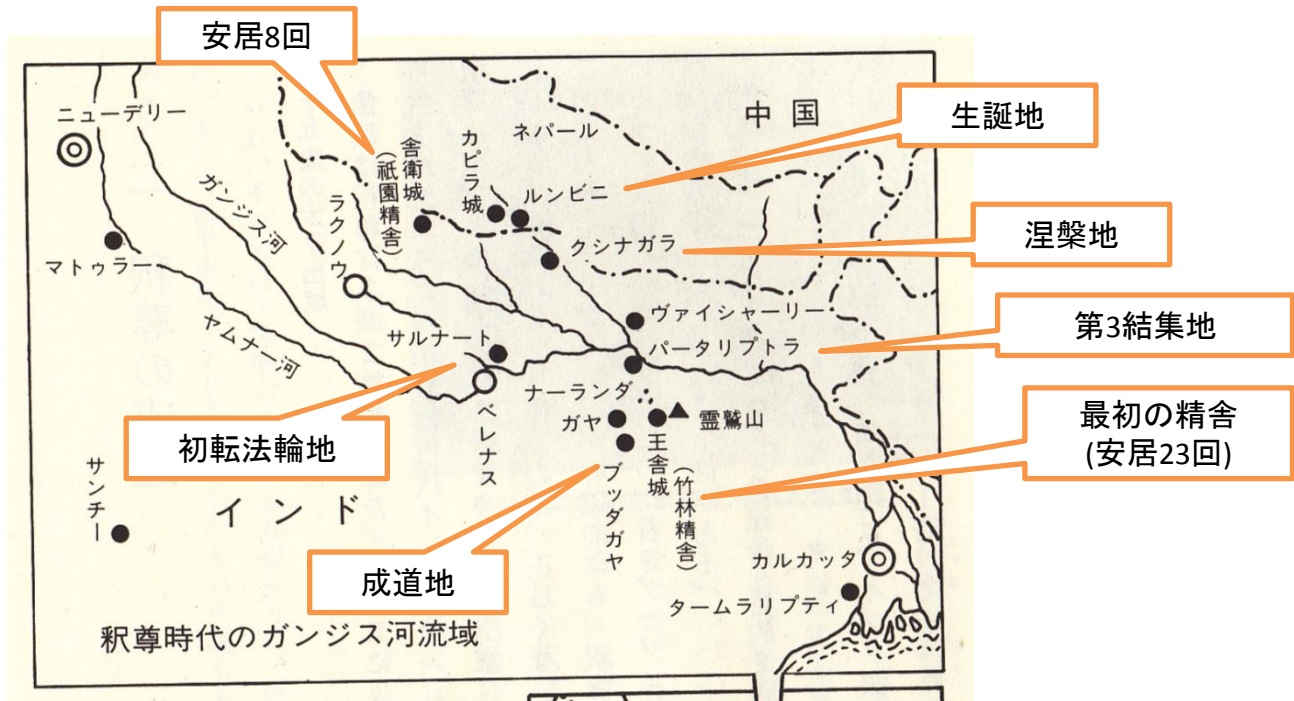 安居8回
ニューデリー
中国
生誕地
ネパール
舎衛城
(祇園精舎)
カピラ城
ルンビニ
ガンジス河
ラクノウ
クシナガラ
涅槃地
マトゥラー
ヤムナー河
ヴァイシャーリー
第3結集地
サルナート
パータリプトラ
ナーランダ
ベレナス
ガヤ
霊鷲山
最初の精舎
(安居23回)
初転法輪地
王舎城
(竹林精舎)
ブッダガヤ
サンチー
インド
成道地
カルカッタ
タームラリプティ
釈尊時代のガンジス河流域